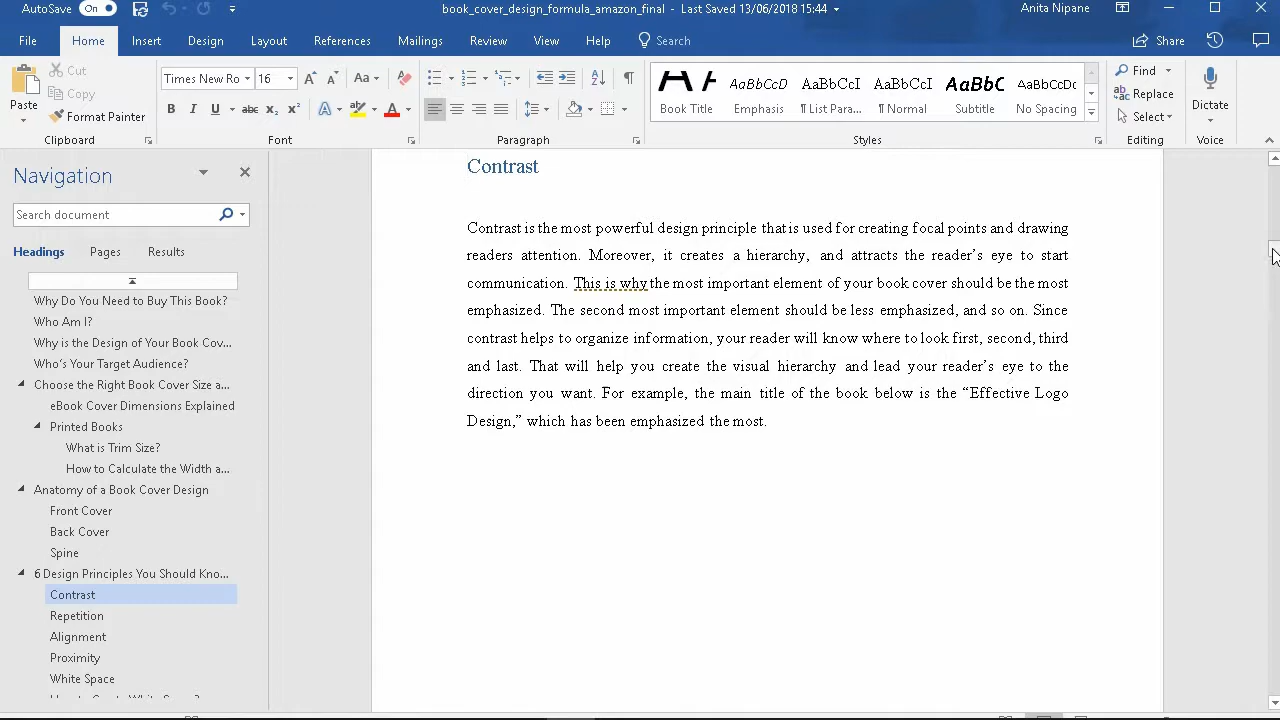 AutoSave On book_cover_design_formula_amazon_final - Last Saved 13/06/2018 15:44 Anita Nipane
File Home Insert Design Layout References Mailings Review View Help Search Share
Paste Cut Copy Format Painter
Times New Ro 16 Aa
B I U abc x₂ x² A A
Book Title AaBbCcD Emphasis AaBbCcI ¶ List Para... AaBbCcI ¶ Normal AaBbC Subtitle AaBbCcDc No Spacing
Find Replace Select Dictate
Clipboard Font Paragraph Styles Editing Voice
Navigation
Search document
Headings Pages Results
Why Do You Need to Buy This Book?
Who Am I?
Why is the Design of Your Book Cov...
Who's Your Target Audience?
Choose the Right Book Cover Size a...
eBook Cover Dimensions Explained
Printed Books
What is Trim Size?
How to Calculate the Width a...
Anatomy of a Book Cover Design
Front Cover
Back Cover
Spine
6 Design Principles You Should Kno...
Contrast
Repetition
Alignment
Proximity
White Space
Contrast
Contrast is the most powerful design principle that is used for creating focal points and drawing
readers attention. Moreover, it creates a hierarchy, and attracts the reader’s eye to start
communication. This is why the most important element of your book cover should be the most
emphasized. The second most important element should be less emphasized, and so on. Since
contrast helps to organize information, your reader will know where to look first, second, third
and last. That will help you create the visual hierarchy and lead your reader’s eye to the
direction you want. For example, the main title of the book below is the “Effective Logo
Design,” which has been emphasized the most.